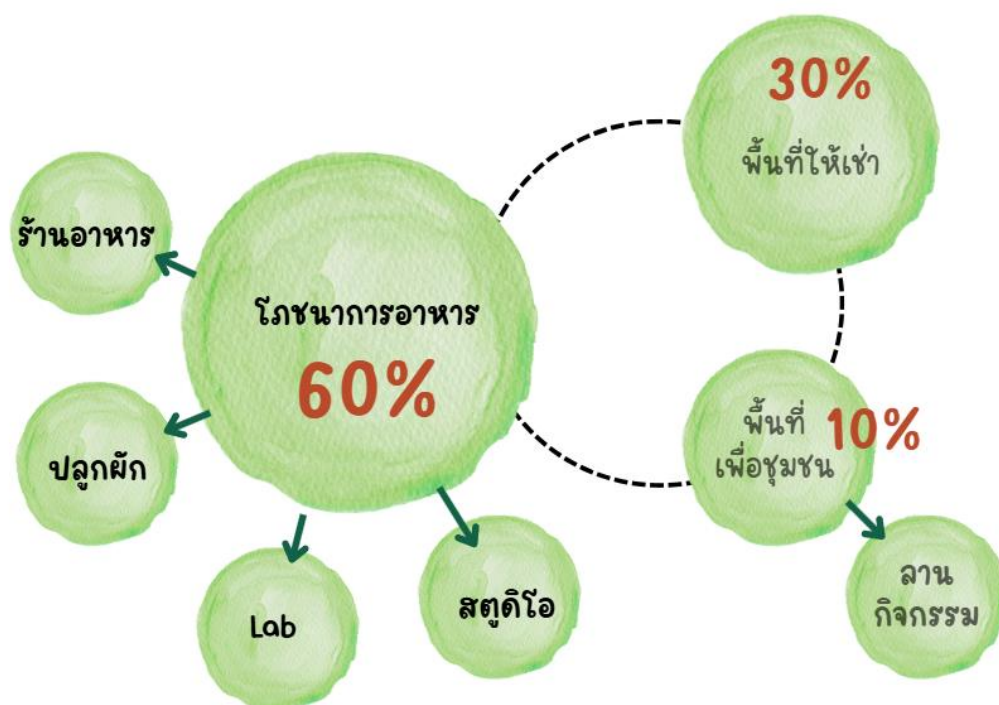 30%
พื้นที่ให้เช่า
ร้านอาหาร
โภชนาการอาหาร
60%
ปลูกผัก
พื้นที่
เพื่อชุมชน
10%
Lab
สตูดิโอ
ลาน
กิจกรรม